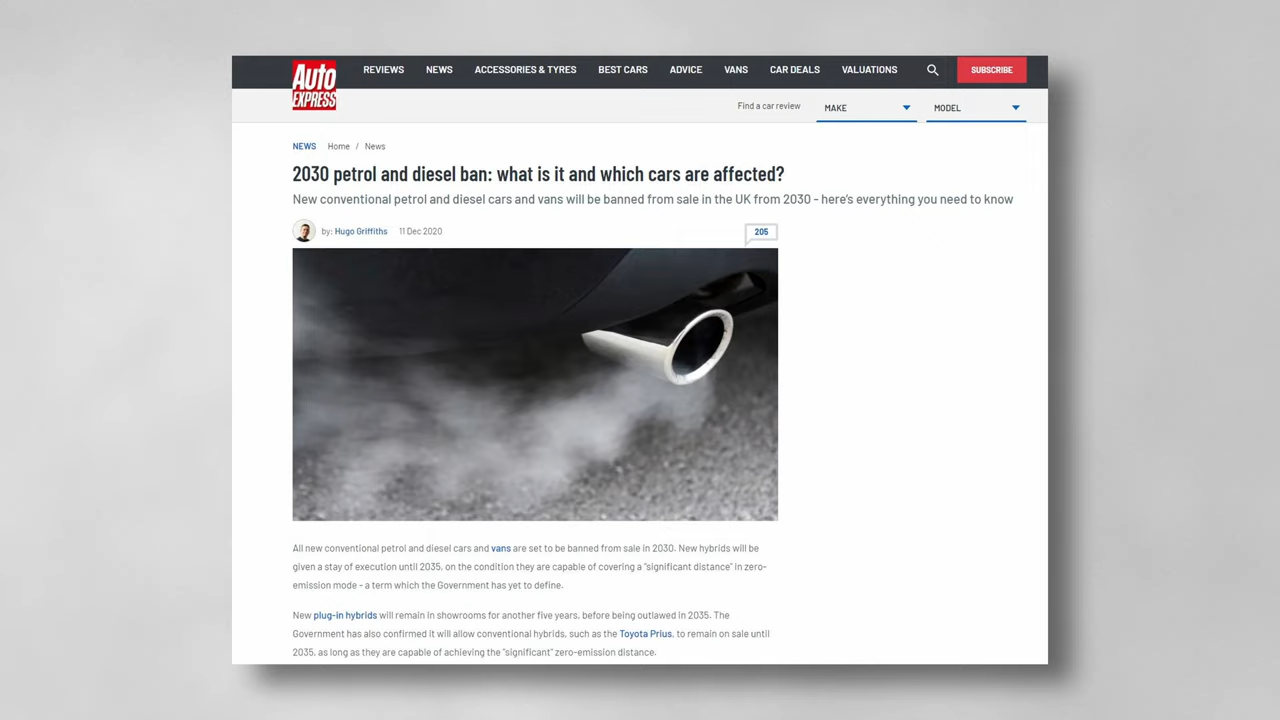 Auto
EXPRESS
REVIEWS NEWS ACCESSORIES & TYRES BEST CARS ADVICE VANS CAR DEALS VALUATIONS SUBSCRIBE
Find a car review MAKE MODEL
NEWS Home / News
2030 petrol and diesel ban: what is it and which cars are affected?
New conventional petrol and diesel cars and vans will be banned from sale in the UK from 2030 - here's everything you need to know
by: Hugo Griffiths 11 Dec 2020 205
All new conventional petrol and diesel cars and vans are set to be banned from sale in 2030. New hybrids will be
given a stay of execution until 2035, on the condition they are capable of covering a "significant distance" in zero-
emission mode - a term which the Government has yet to define.
New plug-in hybrids will remain in showrooms for another five years, before being outlawed in 2035. The
Government has also confirmed it will allow conventional hybrids, such as the Toyota Prius, to remain on sale until
2035, as long as they are capable of achieving the "significant" zero-emission distance.